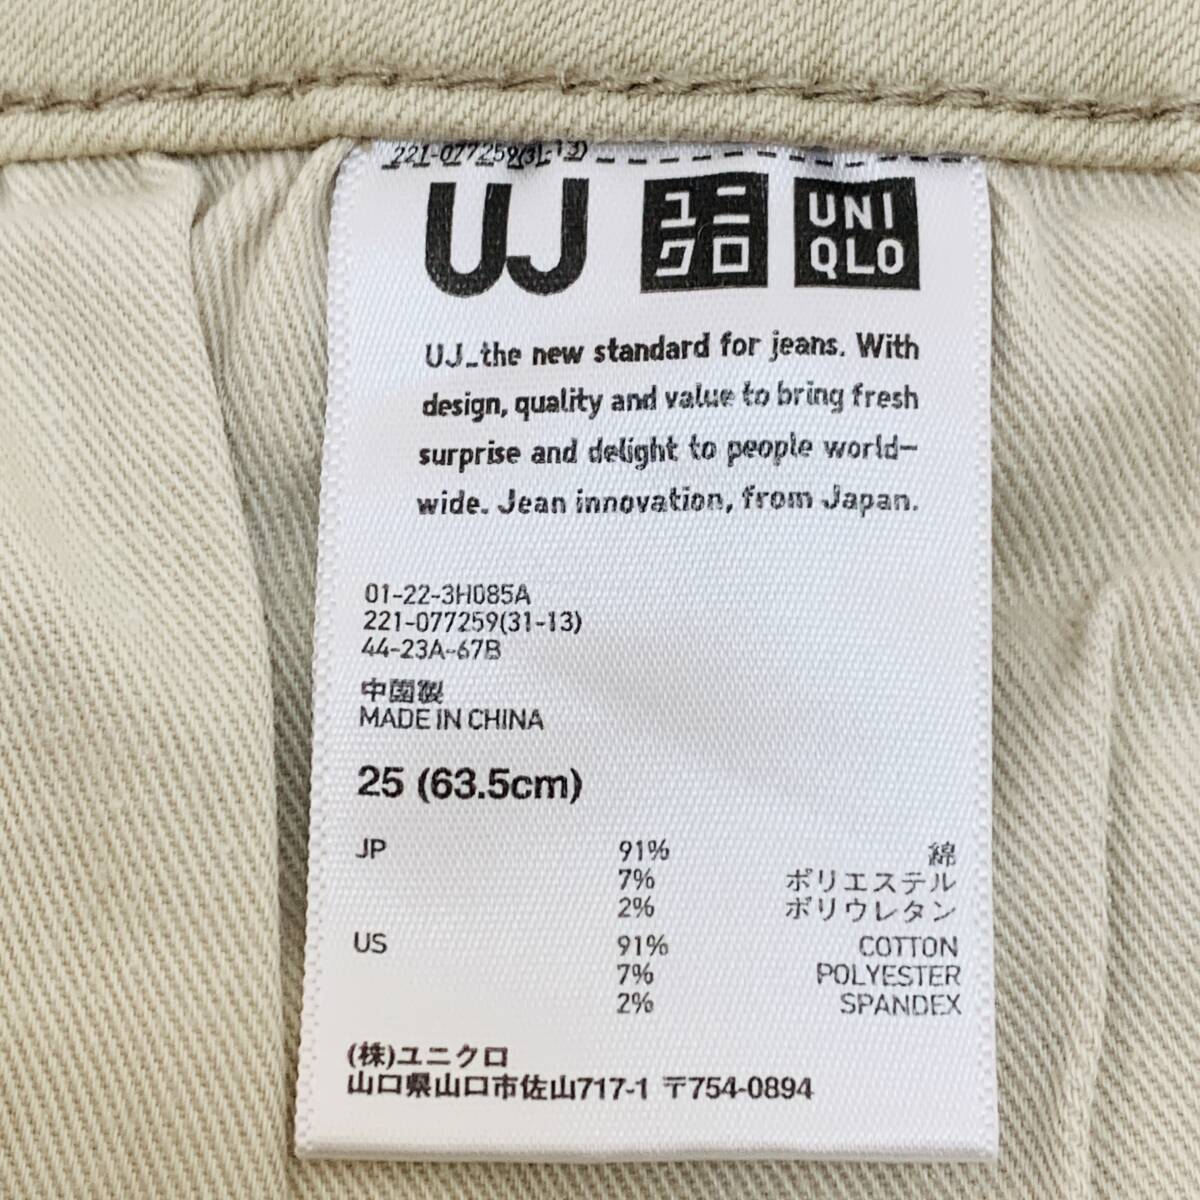 221-077259(31-13)
UJ ユニクロ UNIQLO
UJ_the new standard for jeans. With
design, quality and value to bring fresh
surprise and delight to people world-
wide. Jean innovation, from Japan.
01-22-3H085A
221-077259(31-13)
44-23A-67B
中国製
MADE IN CHINA
25 (63.5cm)
JP 91% 綿
7% ポリエステル
2% ポリウレタン
US 91% COTTON
7% POLYESTER
2% SPANDEX
(株)ユニクロ
山口県山口市佐山717-1 〒754-0894